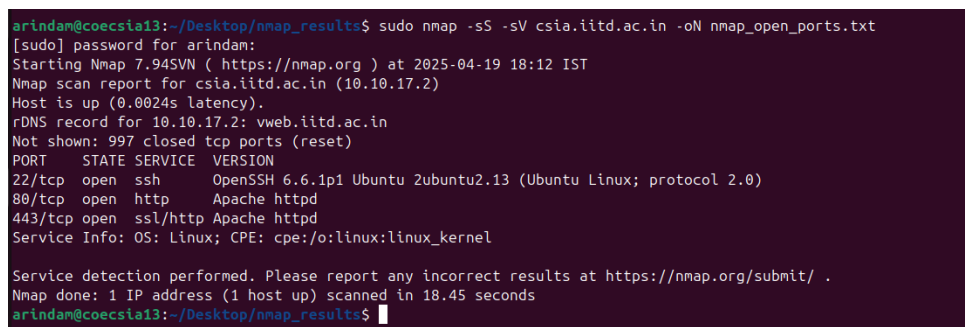 arindam@coecsia13:~/Desktop/nmap_results$ sudo nmap -sS -sV csia.iitd.ac.in -oN nmap_open_ports.txt
[sudo] password for arindam:
Starting Nmap 7.94SVN ( https://nmap.org ) at 2025-04-19 18:12 IST
Nmap scan report for csia.iitd.ac.in (10.10.17.2)
Host is up (0.0024s latency).
rDNS record for 10.10.17.2: vweb.iitd.ac.in
Not shown: 997 closed tcp ports (reset)
PORT    STATE SERVICE  VERSION
22/tcp  open  ssh      OpenSSH 6.6.1p1 Ubuntu 2ubuntu2.13 (Ubuntu Linux; protocol 2.0)
80/tcp  open  http     Apache httpd
443/tcp open  ssl/http Apache httpd
Service Info: OS: Linux; CPE: cpe:/o:linux:linux_kernel

Service detection performed. Please report any incorrect results at https://nmap.org/submit/ .
Nmap done: 1 IP address (1 host up) scanned in 18.45 seconds
arindam@coecsia13:~/Desktop/nmap_results$